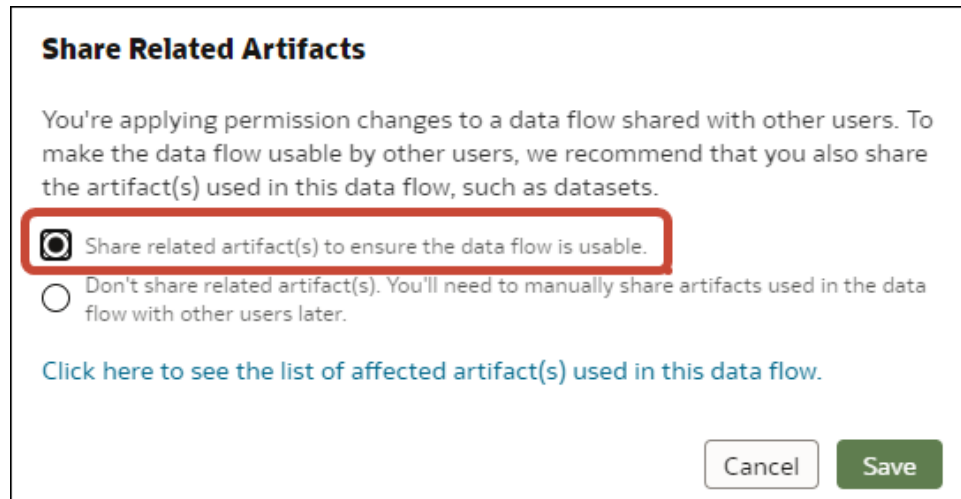 Share Related Artifacts
You're applying permission changes to a data flow shared with other users. To
make the data flow usable by other users, we recommend that you also share
the artifact(s) used in this data flow, such as datasets.
Share related artifact(s) to ensure the data flow is usable.
Don't share related artifact(s). You'll need to manually share artifacts used in the data
flow with other users later.
Click here to see the list of affected artifact(s) used in this data flow.
Cancel Save